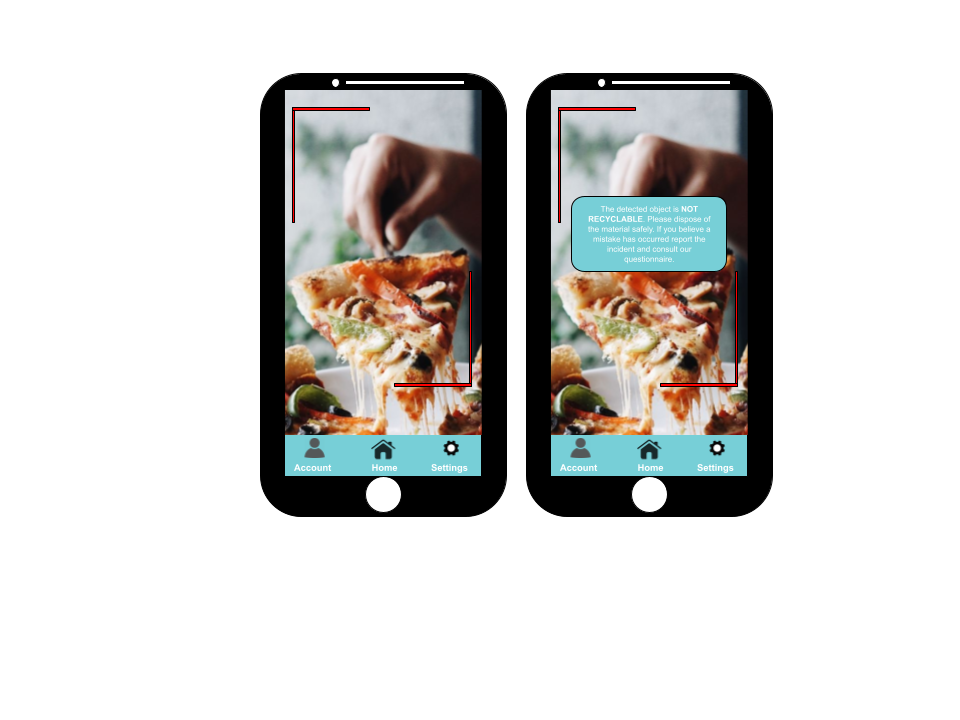 The detected object is NOT
RECYCLABLE. Please dispose of
the material safely. If you believe a
mistake has occurred report the
incident and consult our
questionnaire.
Account Home Settings
Account Home Settings